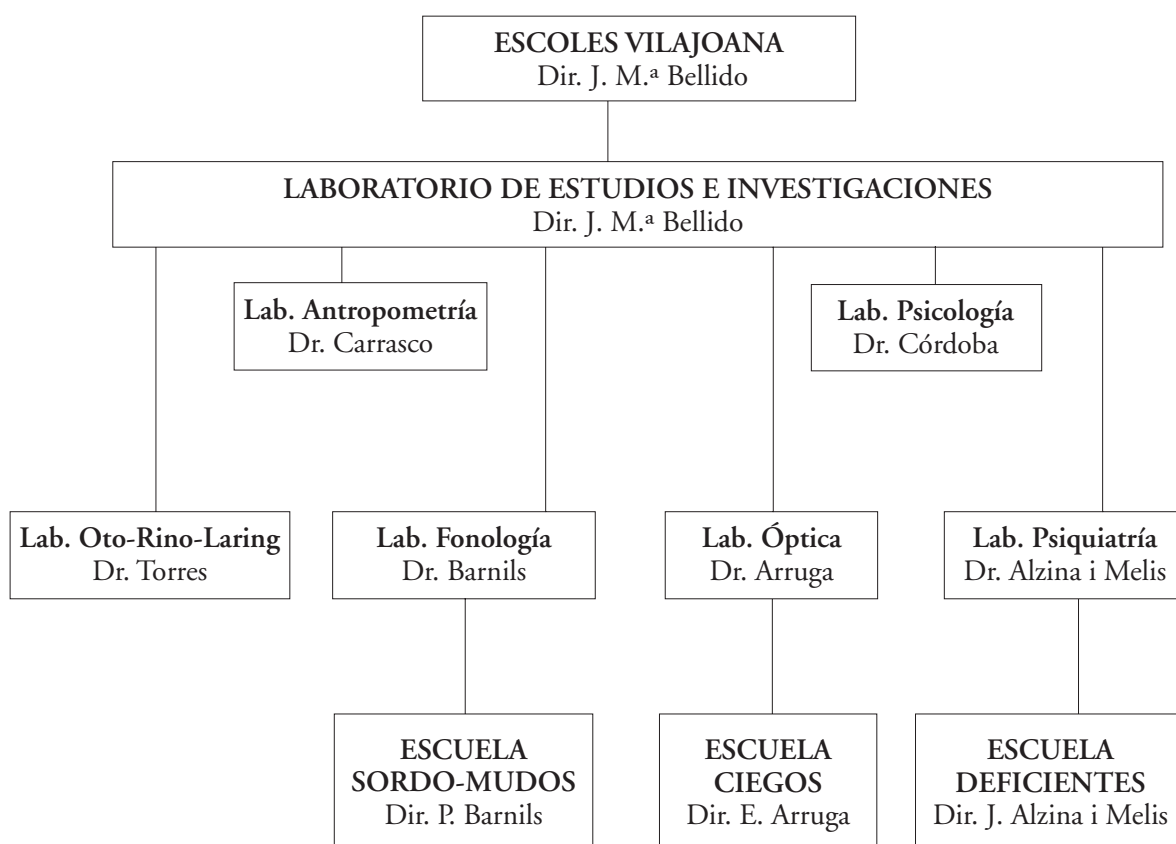 ESCOLES VILAJOANA
Dir. J. M.ª Bellido
LABORATORIO DE ESTUDIOS E INVESTIGACIONES
Dir. J. M.ª Bellido
Lab. Antropometría
Dr. Carrasco
Lab. Psicología
Dr. Córdoba
Lab. Oto-Rino-Laring
Dr. Torres
Lab. Fonología
Dr. Barnils
Lab. Óptica
Dr. Arruga
Lab. Psiquiatría
Dr. Alzina i Melis
ESCUELA
SORDO-MUDOS
Dir. P. Barnils
ESCUELA
CIEGOS
Dir. E. Arruga
ESCUELA
DEFICIENTES
Dir. J. Alzina i Melis